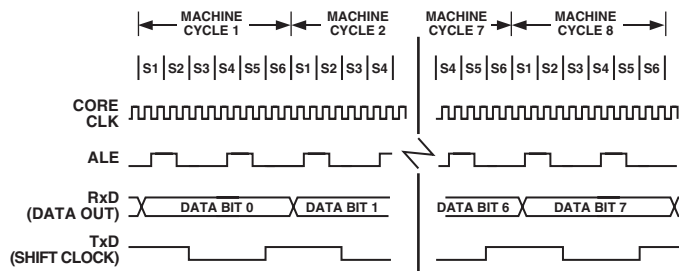 MACHINE CYCLE 1
MACHINE CYCLE 2
MACHINE CYCLE 7
MACHINE CYCLE 8
S1 S2 S3 S4 S5 S6 S1 S2 S3 S4
S4 S5 S6 S1 S2 S3 S4 S5 S6
CORE CLK
ALE
RxD (DATA OUT)
DATA BIT 0
DATA BIT 1
DATA BIT 6
DATA BIT 7
TxD (SHIFT CLOCK)